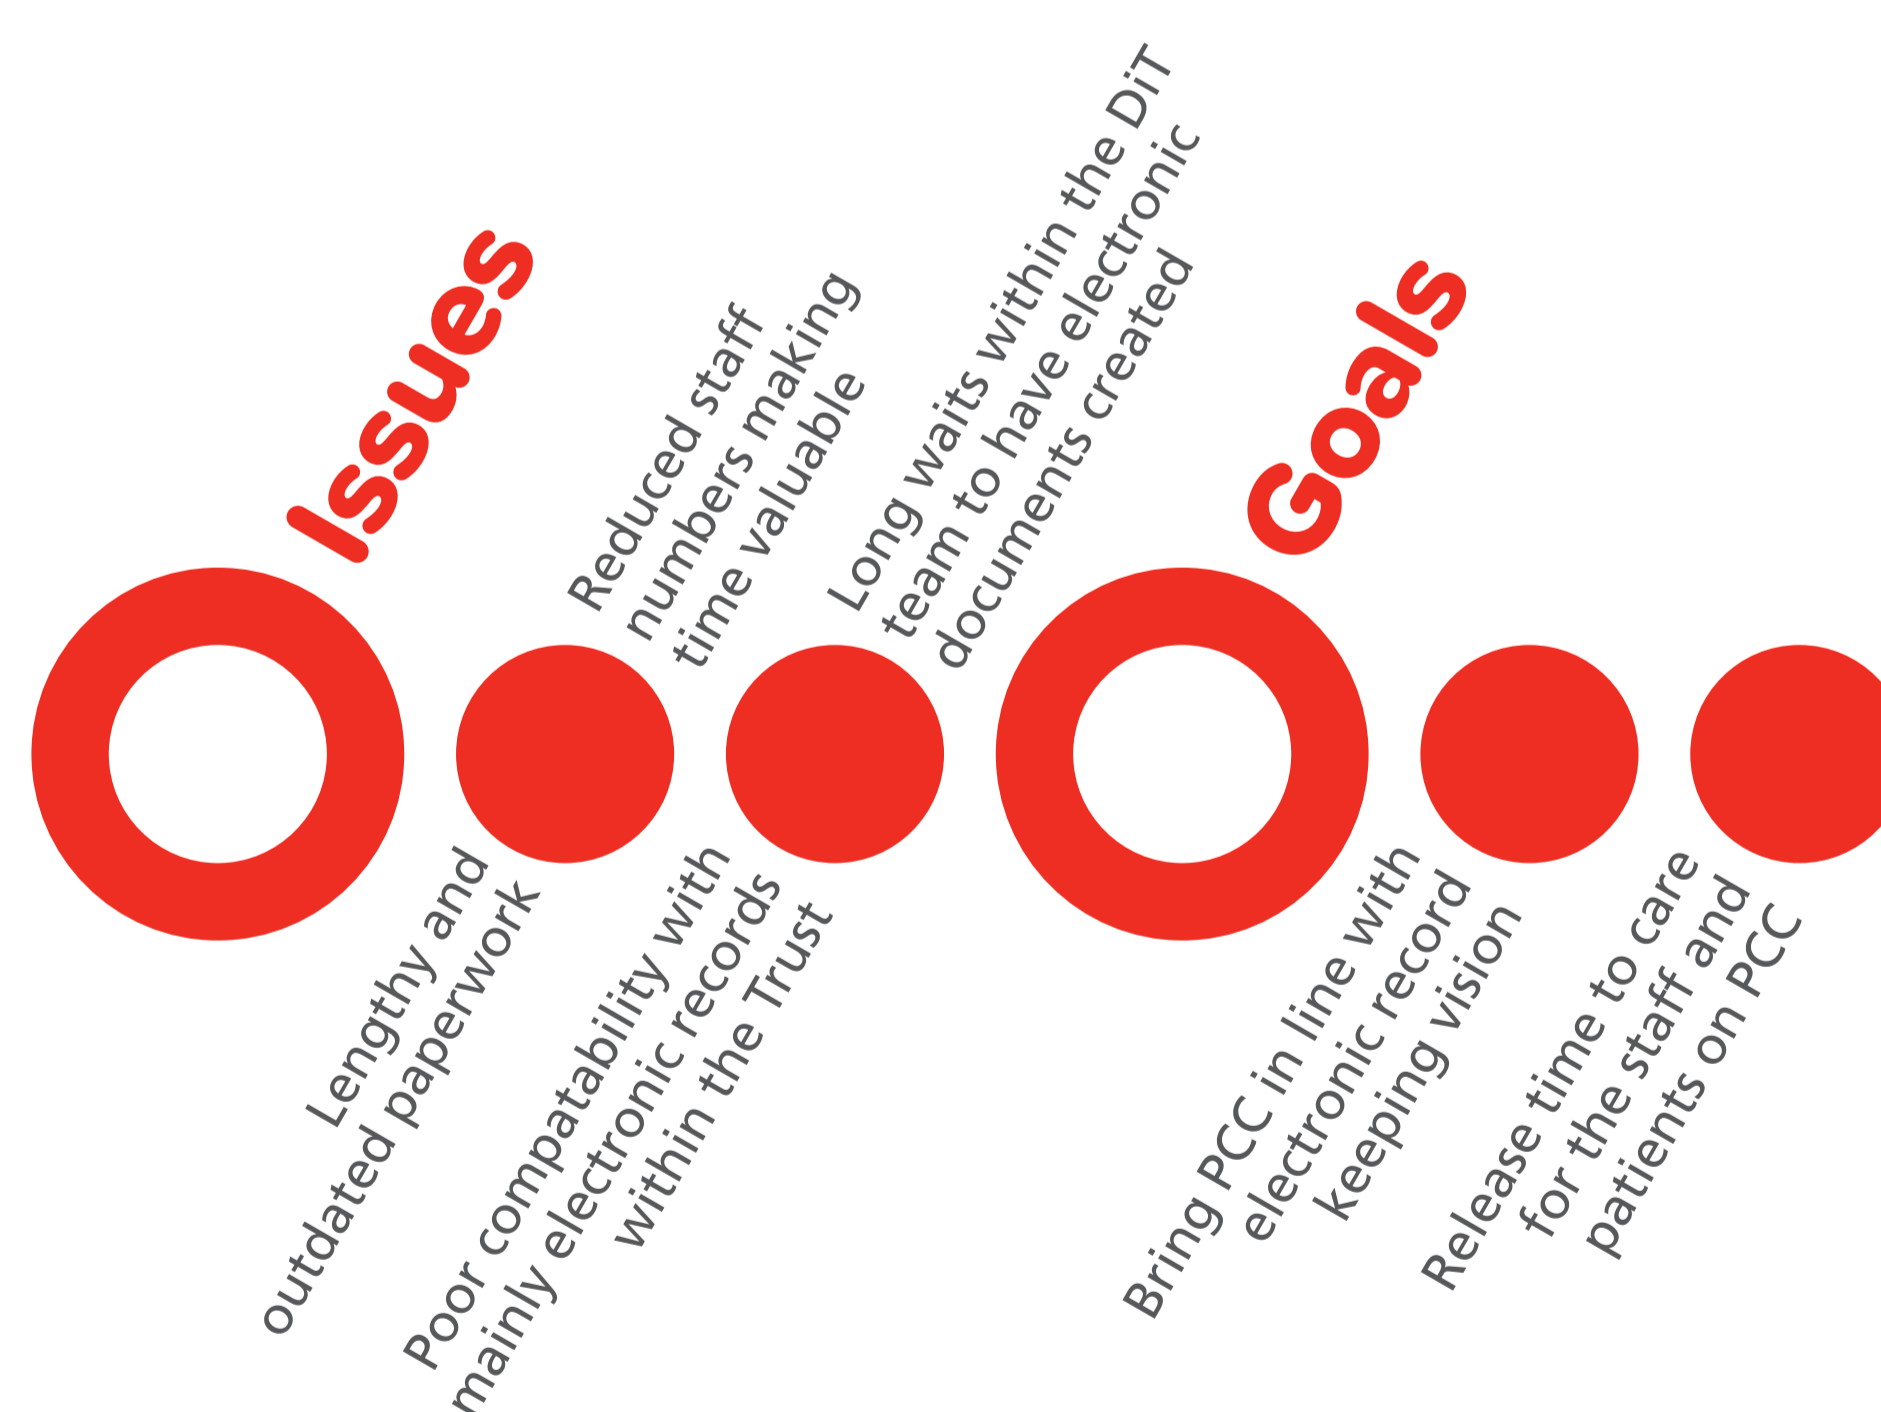 Issues
Lengthy and
outdated paperwork
Reduced staff
numbers making
time valuable
Poor compatability with
mainly electronic records
within the Trust
Long waits within the DiT
team to have electronic
documents created
Goals
Bring PCC in line with
electronic record
keeping vision
Release time to care
for the staff and
patients on PCC